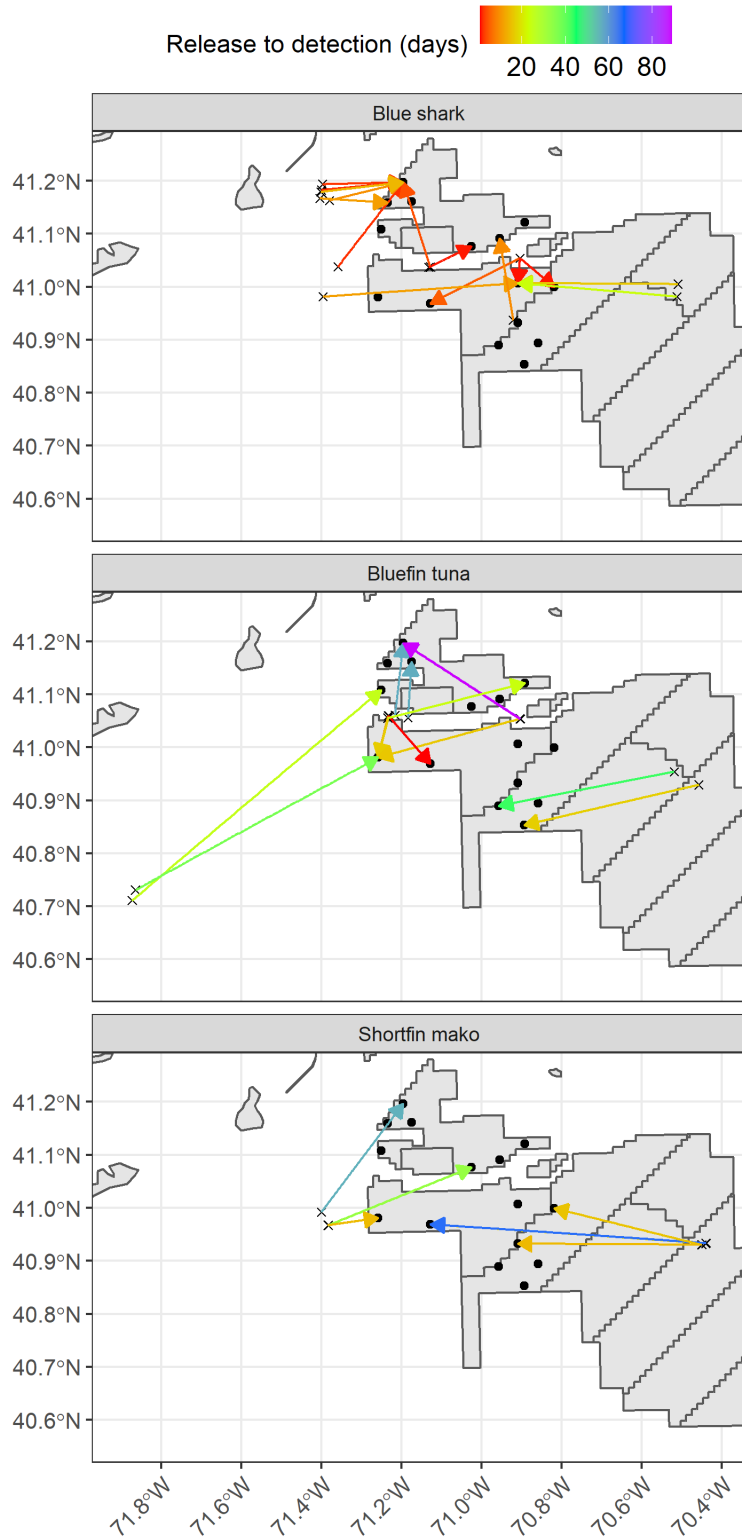 Release to detection (days)
20 40 60 80
Blue shark
41.2°N
41.1°N
41.0°N
40.9°N
40.8°N
40.7°N
40.6°N
Bluefin tuna
41.2°N
41.1°N
41.0°N
40.9°N
40.8°N
40.7°N
40.6°N
Shortfin mako
41.2°N
41.1°N
41.0°N
40.9°N
40.8°N
40.7°N
40.6°N
71.8°W 71.6°W 71.4°W 71.2°W 71.0°W 70.8°W 70.6°W 70.4°W